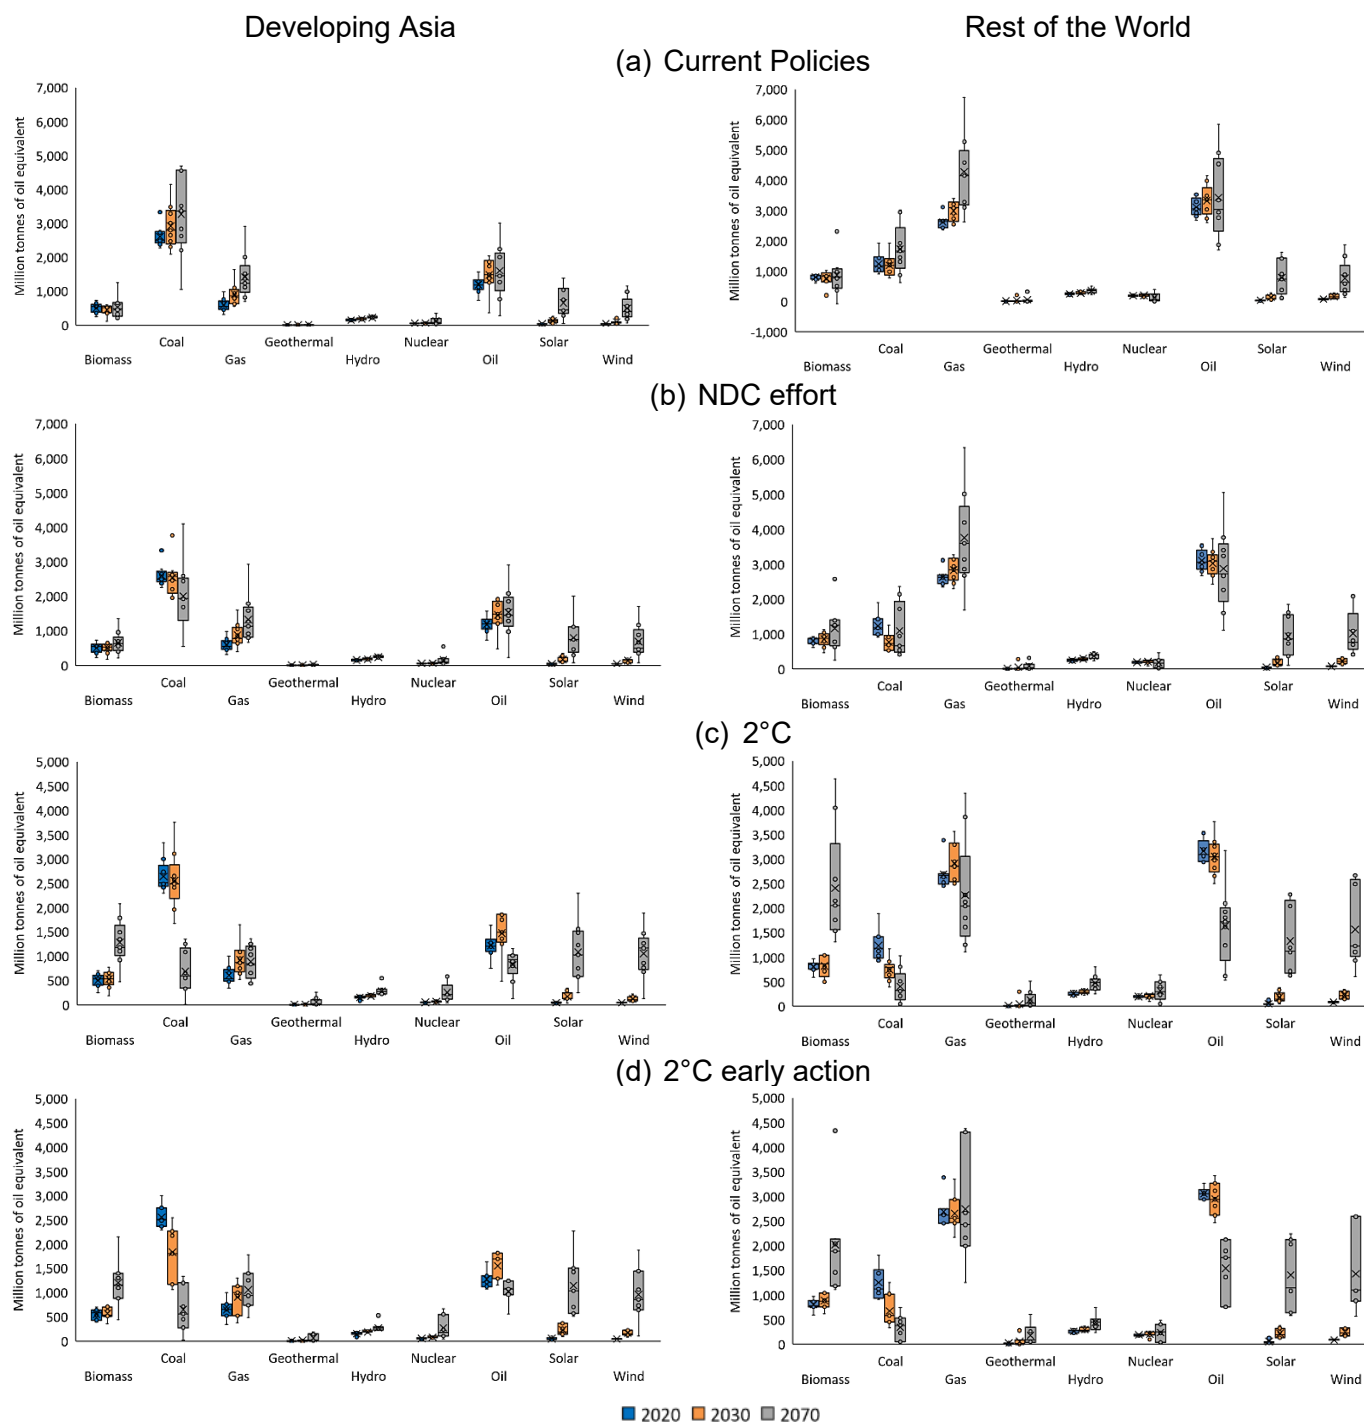 Developing Asia
Rest of the World
(a) Current Policies
Million tonnes of oil equivalent
7,000
6,000
5,000
4,000
3,000
2,000
1,000
0
Biomass
Coal
Gas
Geothermal
Hydro
Nuclear
Oil
Solar
Wind
Million tonnes of oil equivalent
7,000
6,000
5,000
4,000
3,000
2,000
1,000
0
-1,000
Biomass
Coal
Gas
Geothermal
Hydro
Nuclear
Oil
Solar
Wind
(b) NDC effort
Million tonnes of oil equivalent
7,000
6,000
5,000
4,000
3,000
2,000
1,000
0
Biomass
Coal
Gas
Geothermal
Hydro
Nuclear
Oil
Solar
Wind
Million tonnes of oil equivalent
7,000
6,000
5,000
4,000
3,000
2,000
1,000
0
Biomass
Coal
Gas
Geothermal
Hydro
Nuclear
Oil
Solar
Wind
(c) 2°C
Million tonnes of oil equivalent
5,000
4,500
4,000
3,500
3,000
2,500
2,000
1,500
1,000
500
0
Biomass
Coal
Gas
Geothermal
Hydro
Nuclear
Oil
Solar
Wind
Million tonnes of oil equivalent
5,000
4,500
4,000
3,500
3,000
2,500
2,000
1,500
1,000
500
0
Biomass
Coal
Gas
Geothermal
Hydro
Nuclear
Oil
Solar
Wind
(d) 2°C early action
Million tonnes of oil equivalent
5,000
4,500
4,000
3,500
3,000
2,500
2,000
1,500
1,000
500
0
Biomass
Coal
Gas
Geothermal
Hydro
Nuclear
Oil
Solar
Wind
Million tonnes of oil equivalent
5,000
4,500
4,000
3,500
3,000
2,500
2,000
1,500
1,000
500
0
Biomass
Coal
Gas
Geothermal
Hydro
Nuclear
Oil
Solar
Wind
2020 2030 2070